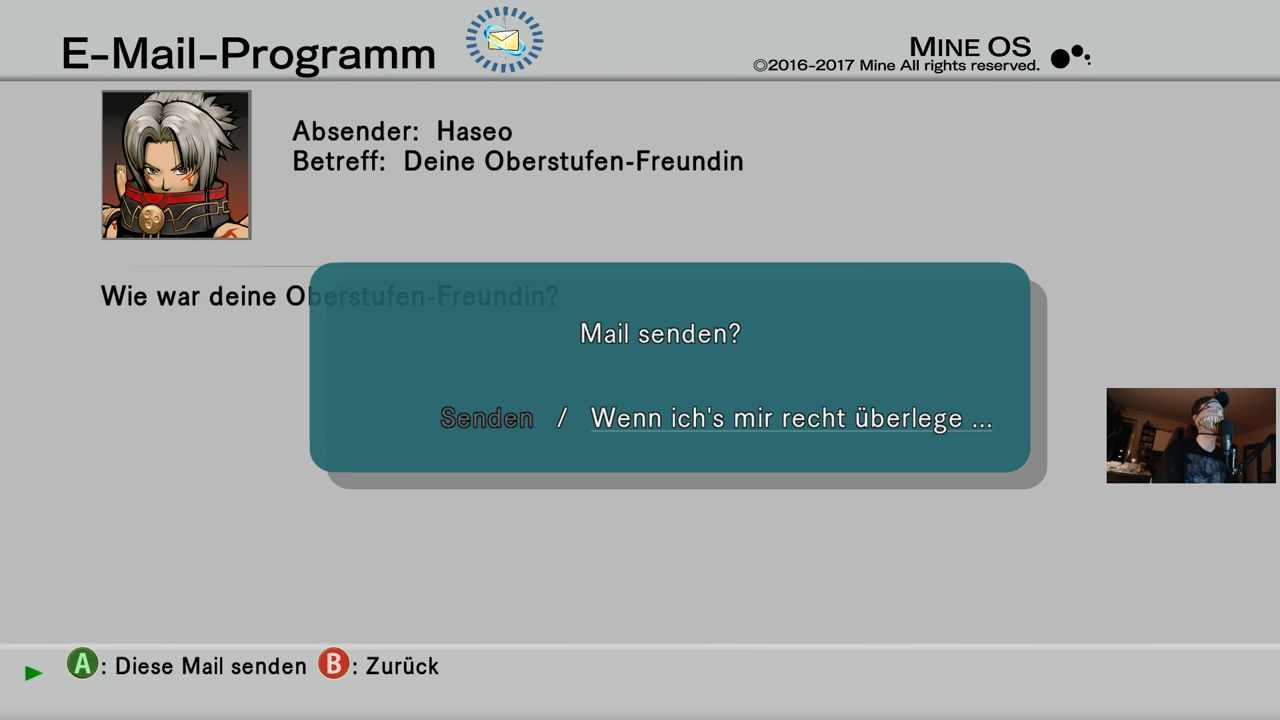 E-Mail-Programm
MINE OS
©2016-2017 Mine All rights reserved.
Absender: Haseo
Betreff: Deine Oberstufen-Freundin
Wie war deine Oberstufen-Freundin?
Mail senden?
Senden / Wenn ich's mir recht überlege ...
A: Diese Mail senden B: Zurück